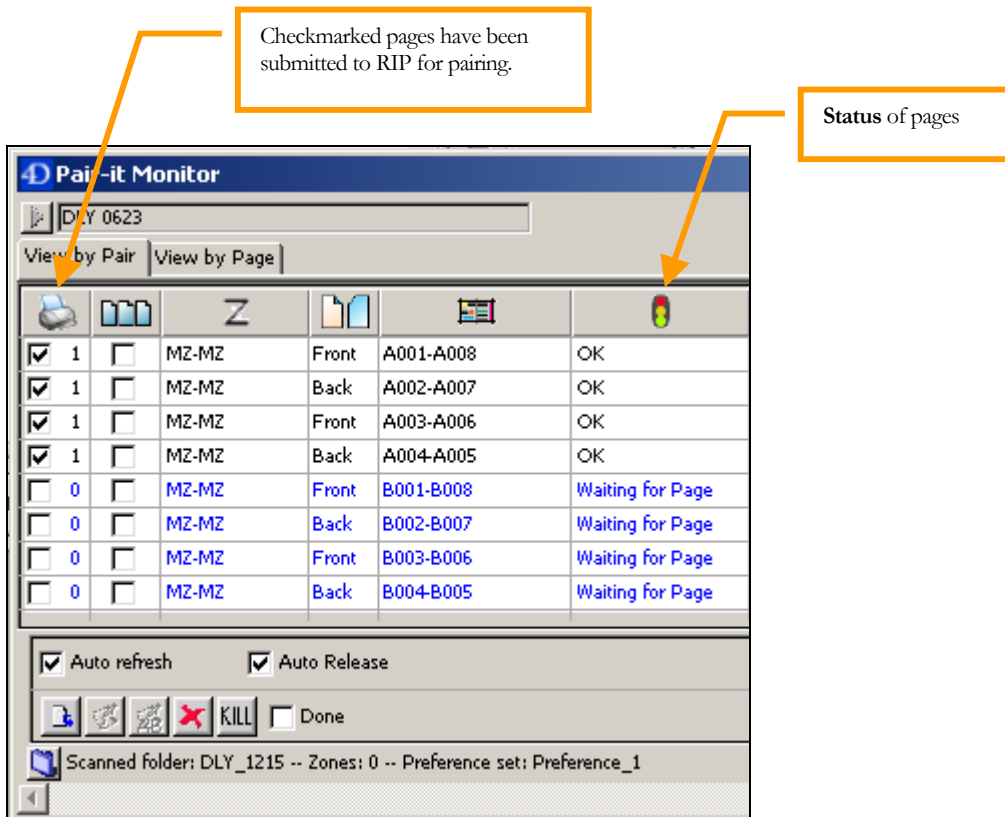 Checkmarked pages have been
submitted to RIP for pairing.
Status of pages
Pair-it Monitor
DLY 0623
View by Pair View by Page
Z
1 MZ-MZ Front A001-A008 OK
1 MZ-MZ Back A002-A007 OK
1 MZ-MZ Front A003-A006 OK
1 MZ-MZ Back A004-A005 OK
0 MZ-MZ Front B001-B008 Waiting for Page
0 MZ-MZ Back B002-B007 Waiting for Page
0 MZ-MZ Front B003-B006 Waiting for Page
0 MZ-MZ Back B004-B005 Waiting for Page
Auto refresh Auto Release
KILL Done
Scanned folder: DLY_1215 -- Zones: 0 -- Preference set: Preference_1